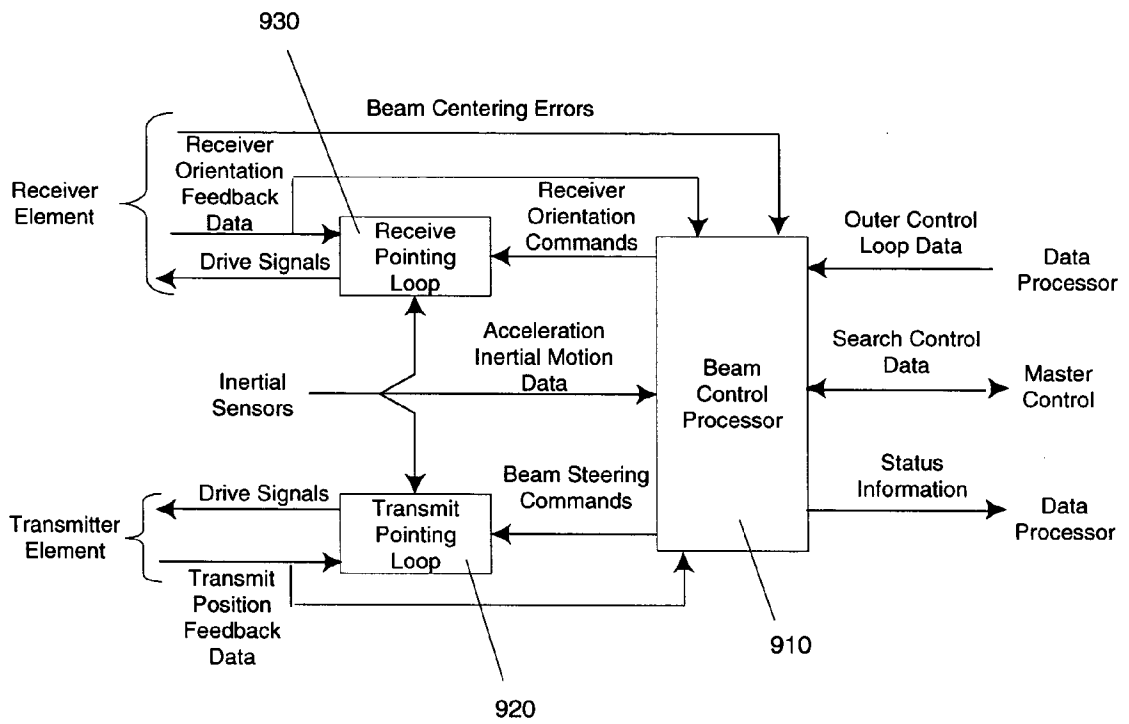 930
Beam Centering Errors
Receiver
Orientation
Feedback
Data
Receiver
Element
Drive Signals
Receive
Pointing
Loop
Receiver
Orientation
Commands
Outer Control
Loop Data
Data
Processor
Inertial
Sensors
Acceleration
Inertial Motion
Data
Beam
Control
Processor
Search Control
Data
Master
Control
Transmitter
Element
Drive Signals
Transmit
Pointing
Loop
Beam Steering
Commands
Status
Information
Data
Processor
Transmit
Position
Feedback
Data
910
920